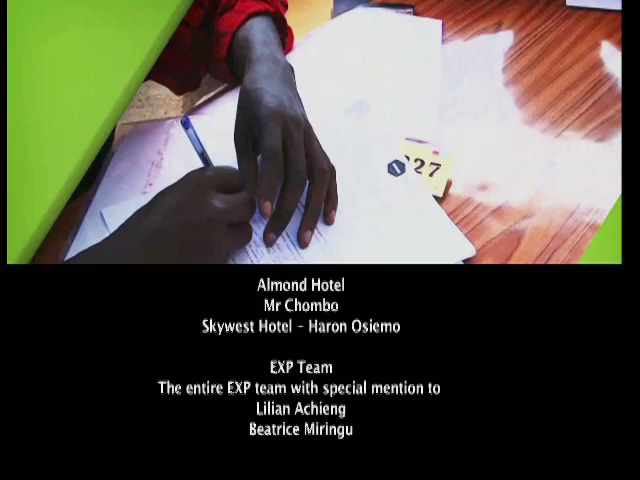 027
Almond Hotel
Mr Chombo
Skywest Hotel - Haron Osiemo
EXP Team
The entire EXP team with special mention to
Lilian Achieng
Beatrice Miringu